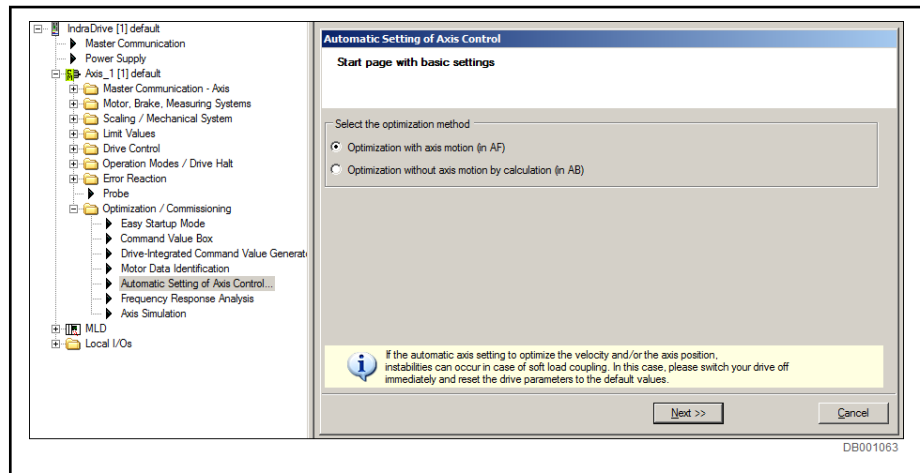 IndraDrive [1] default
Master Communication
Power Supply
Axis_1 [1] default
Master Communication - Axis
Motor, Brake, Measuring Systems
Scaling / Mechanical System
Limit Values
Drive Control
Operation Modes / Drive Halt
Error Reaction
Probe
Optimization / Commissioning
Easy Startup Mode
Command Value Box
Drive-Integrated Command Value Generat
Motor Data Identification
Automatic Setting of Axis Control...
Frequency Response Analysis
Axis Simulation
MLD
Local I/Os
Automatic Setting of Axis Control
Start page with basic settings
Select the optimization method
Optimization with axis motion (in AF)
Optimization without axis motion by calculation (in AB)
If the automatic axis setting to optimize the velocity and/or the axis position,
instabilities can occur in case of soft load coupling. In this case, please switch your drive off
immediately and reset the drive parameters to the default values.
Next >>
Cancel
DB001063